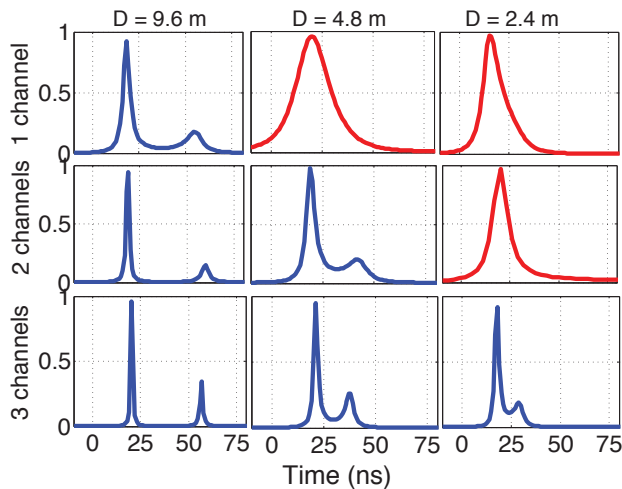 D = 9.6 m D = 4.8 m D = 2.4 m
1 channel 1 0.5 0
2 channels 1 0.5 0
3 channels 1 0.5 0
0 25 50 75 0 25 50 75 0 25 50 75
Time (ns)